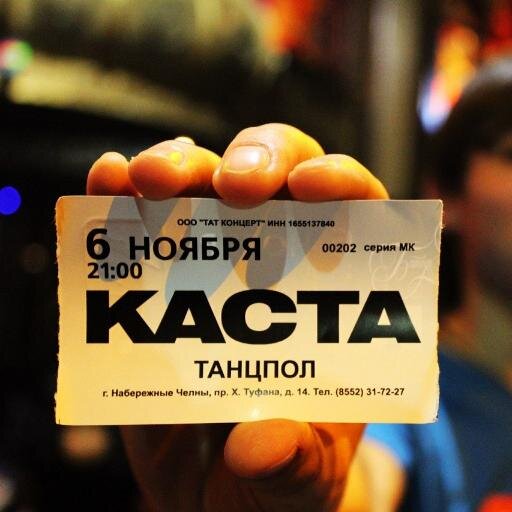 ООО "ТАТ КОНЦЕРТ" ИНН 1655137840
6 НОЯБРЯ
00202 серия МК
21:00
КАСТА
ТАНЦПОЛ
г. Набережные Челны, пр. Х. Туфана, д. 14. Тел. (8552) 31-72-27